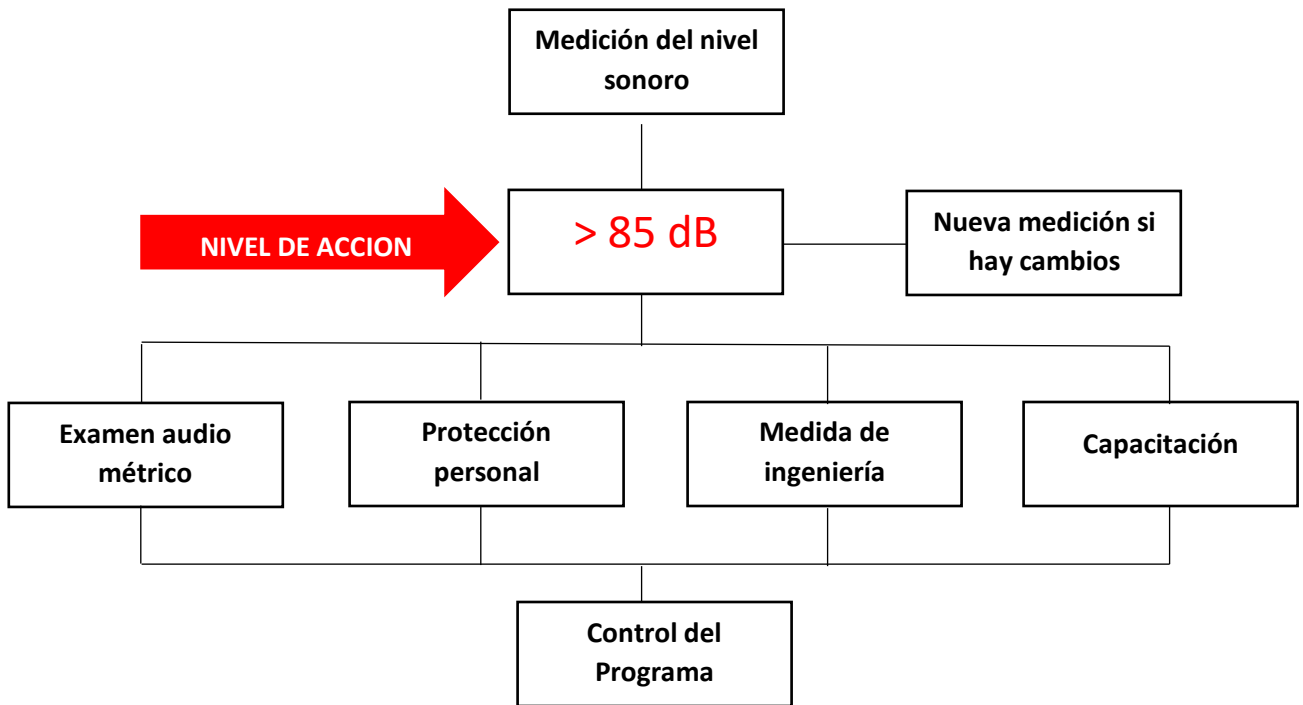 Medición del nivel
sonoro
NIVEL DE ACCION
> 85 dB
Nueva medición si
hay cambios
Examen audio
métrico
Protección
personal
Medida de
ingeniería
Capacitación
Control del
Programa